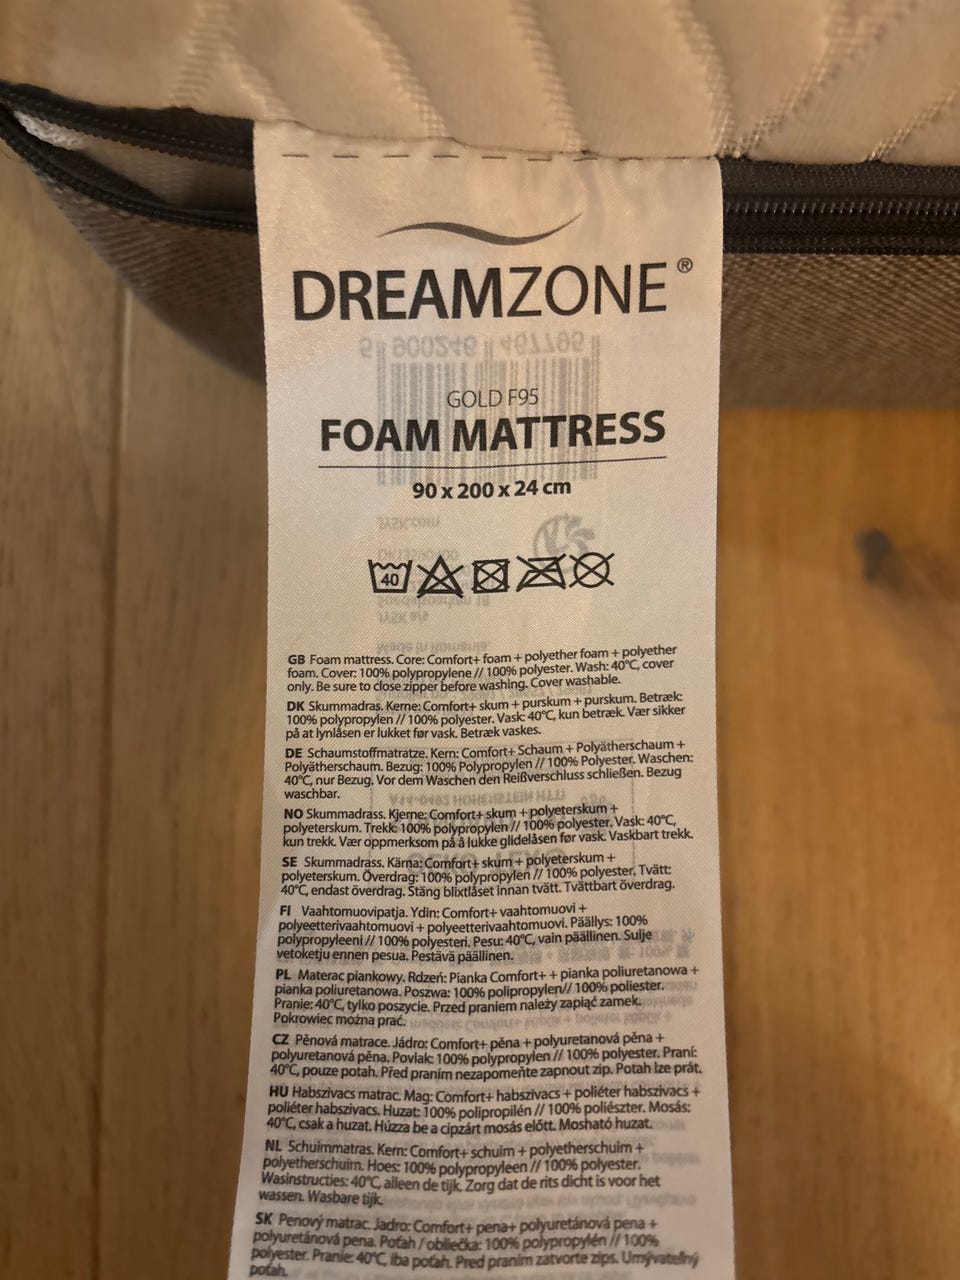 DREAMZONE®
GOLD F95
FOAM MATTRESS
90 x 200 x 24 cm
40
GB Foam mattress. Core: Comfort+ foam + polyether foam + polyether
foam. Cover: 100% polypropylene // 100% polyester. Wash: 40°C, cover
only. Be sure to close zipper before washing. Cover washable.
DK Skummadras. Kerne: Comfort+ skum + purskum + purskum. Betræk:
100% polypropylen // 100% polyester. Vask: 40°C, kun betræk. Vær sikker
på at lynlåsen er lukket før vask. Betræk vaskes.
DE Schaumstoffmatratze. Kern: Comfort+ Schaum + Polyätherschaum +
Polyätherschaum. Bezug: 100% Polypropylen // 100% Polyester. Waschen:
40°C, nur Bezug. Vor dem Waschen den Reißverschluss schließen. Bezug
waschbar.
NO Skummadrass. Kjerne: Comfort+ skum + polyeterskum +
polyeterskum. Trekk: 100% polypropylen // 100% polyester. Vask: 40°C,
kun trekk. Vær oppmerksom på å lukke glidelåsen før vask. Vaskbart trekk.
SE Skummadrass. Kärna: Comfort+ skum + polyeterskum +
polyeterskum. Överdrag: 100% polypropylen // 100% polyester. Tvätt:
40°C, endast överdrag. Stäng blixtlåset innan tvätt. Tvättbart överdrag.
FI Vaahtomuovipatja. Ydin: Comfort+ vaahtomuovi +
polyeetterivaahtomuovi + polyeetterivaahtomuovi. Päällys: 100%
polypropyleeni // 100% polyesteri. Pesu: 40°C, vain päällinen. Sulje
vetoketju ennen pesua. Pestävä päällinen.
PL Materac piankowy. Rdzeń: Pianka Comfort+ + pianka poliuretanowa +
pianka poliuretanowa. Poszwa: 100% polipropylen// 100% poliester.
Pranie: 40°C, tylko poszycie. Przed praniem należy zapiąć zamek.
Pokrowiec można prać.
CZ Pěnová matrace. Jádro: Comfort+ pěna + polyuretanová pěna +
polyuretanová pěna. Povlak: 100% polypropylen // 100% polyester. Praní:
40°C, pouze potah. Před praním nezapomeňte zapnout zip. Potah lze prát.
HU Habszivacs matrac. Mag: Comfort+ habszivacs + poliéter habszivacs +
poliéter habszivacs. Huzat: 100% polipropilén // 100% poliészter. Mosás:
40°C, csak a huzat. Húzza be a cipzárt mosás előtt. Mosható huzat.
NL Schuimmatras. Kern: Comfort+ schuim + polyetherschuim +
polyetherschuim. Hoes: 100% polypropyleen // 100% polyester.
Wasinstructies: 40°C, alleen de tijk. Zorg dat de rits dicht is voor het
wassen. Wasbare tijk.
SK Penový matrac. Jadro: Comfort+ pena+ polyuretánová pena +
polyuretánová pena. Poťah / obliečka: 100% polypropylén // 100%
polyester. Pranie: 40°C, iba poťah. Pred praním zatvorte zips. Umývateľný
poťah.